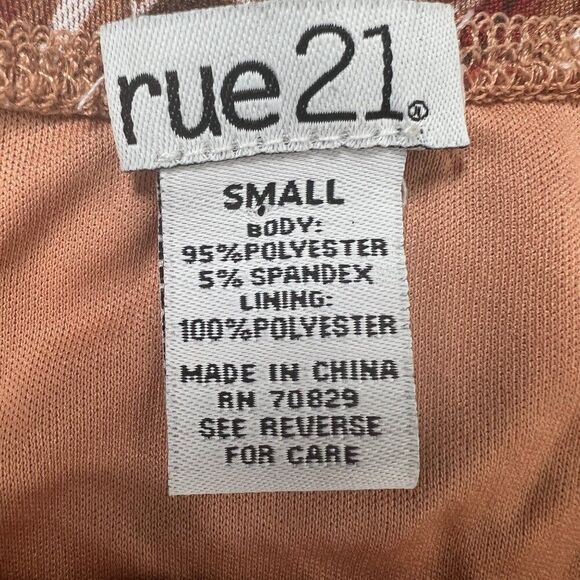 rue21®
SMALL
BODY:
95%POLYESTER
5% SPANDEX
LINING:
100%POLYESTER
MADE IN CHINA
RN 70829
SEE REVERSE
FOR CARE